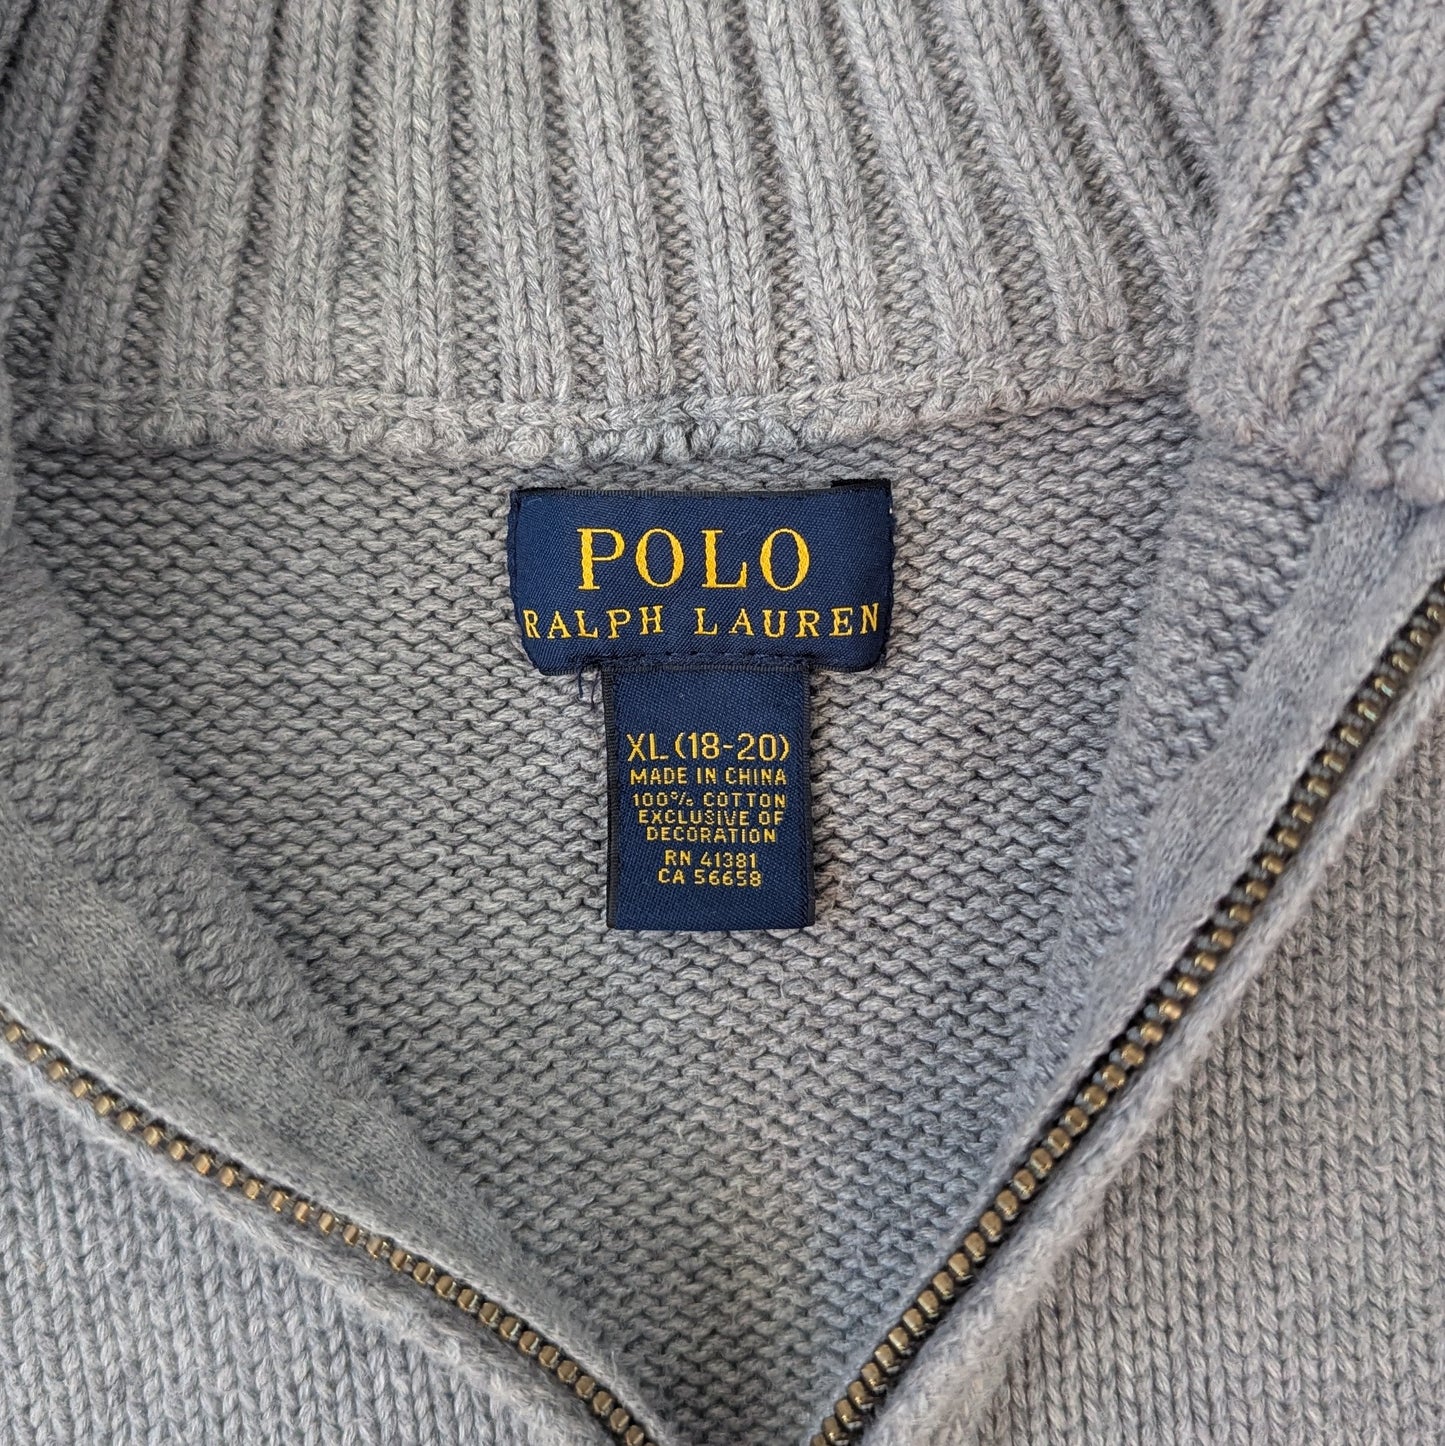 POLO
RALPH LAUREN
XL (18-20)
MADE IN CHINA
100% COTTON
EXCLUSIVE OF
DECORATION
RN 41381
CA 56658